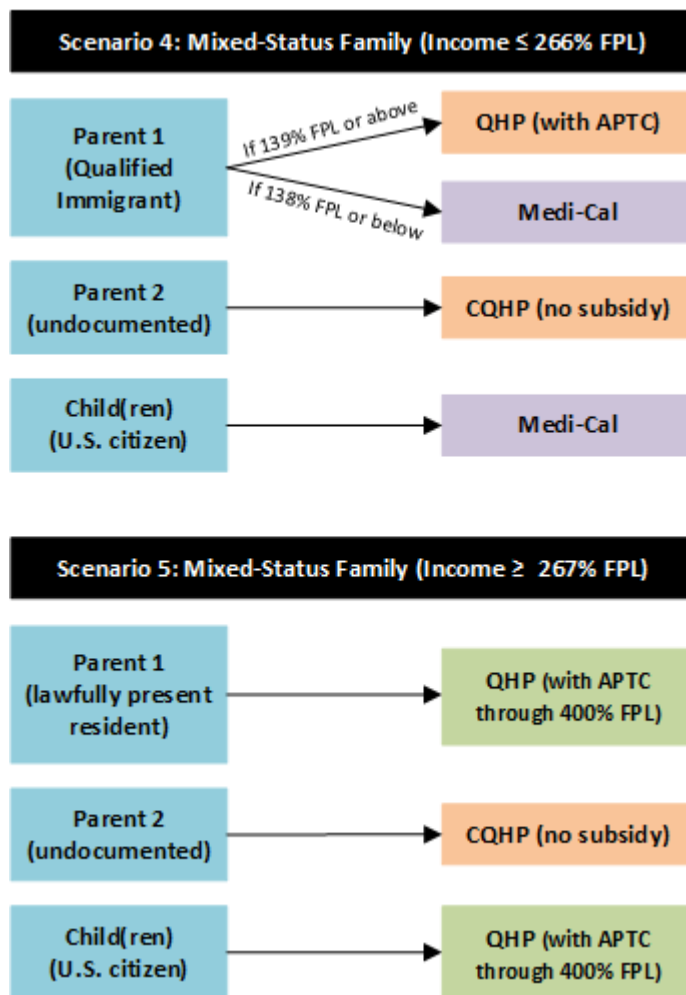 Scenario 4: Mixed-Status Family (Income ≤ 266% FPL)
Parent 1
(Qualified
Immigrant)
If 139% FPL or above
If 138% FPL or below
QHP (with APTC)
Medi-Cal
Parent 2
(undocumented)
CQHP (no subsidy)
Child(ren)
(U.S. citizen)
Medi-Cal
Scenario 5: Mixed-Status Family (Income ≥ 267% FPL)
Parent 1
(lawfully present
resident)
QHP (with APTC
through 400% FPL)
Parent 2
(undocumented)
CQHP (no subsidy)
Child(ren)
(U.S. citizen)
QHP (with APTC
through 400% FPL)